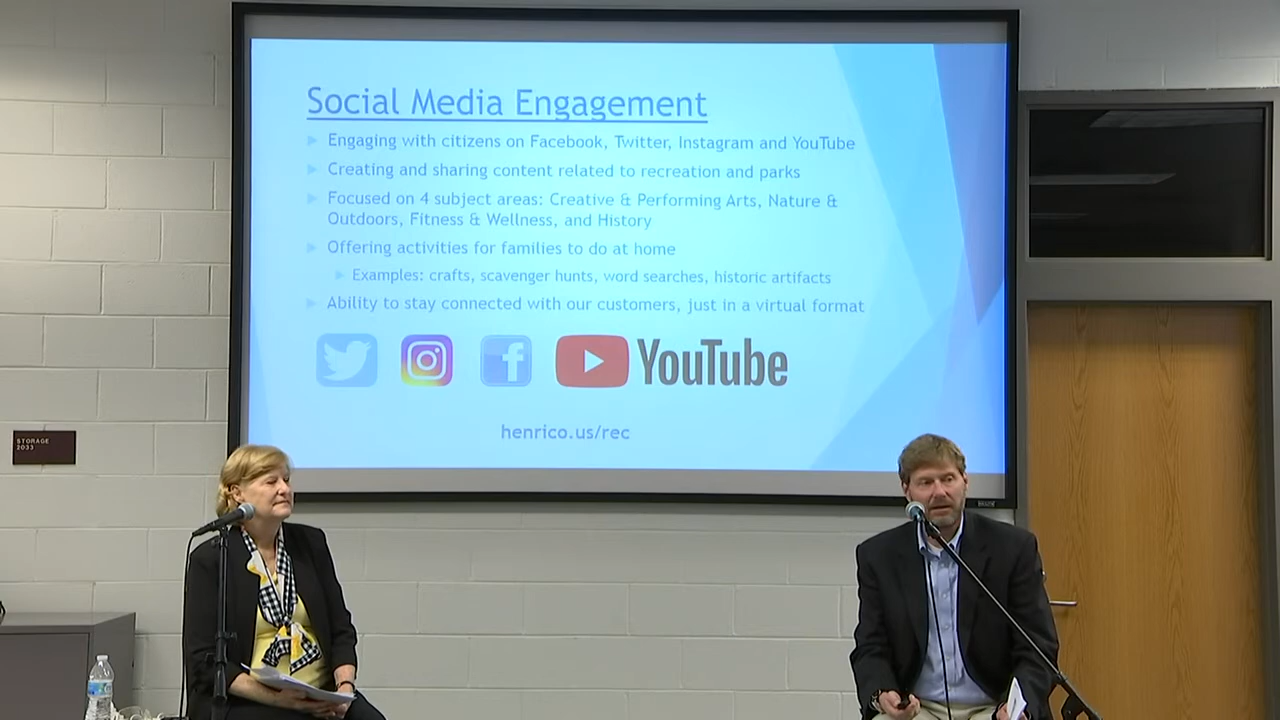 Social Media Engagement
Engaging with citizens on Facebook, Twitter, Instagram and YouTube
Creating and sharing content related to recreation and parks
Focused on 4 subject areas: Creative & Performing Arts, Nature &
Outdoors, Fitness & Wellness, and History
Offering activities for families to do at home
Examples: crafts, scavenger hunts, word searches, historic artifacts
Ability to stay connected with our customers, just in a virtual format
YouTube
henrico.us/rec
STORAGE
2033